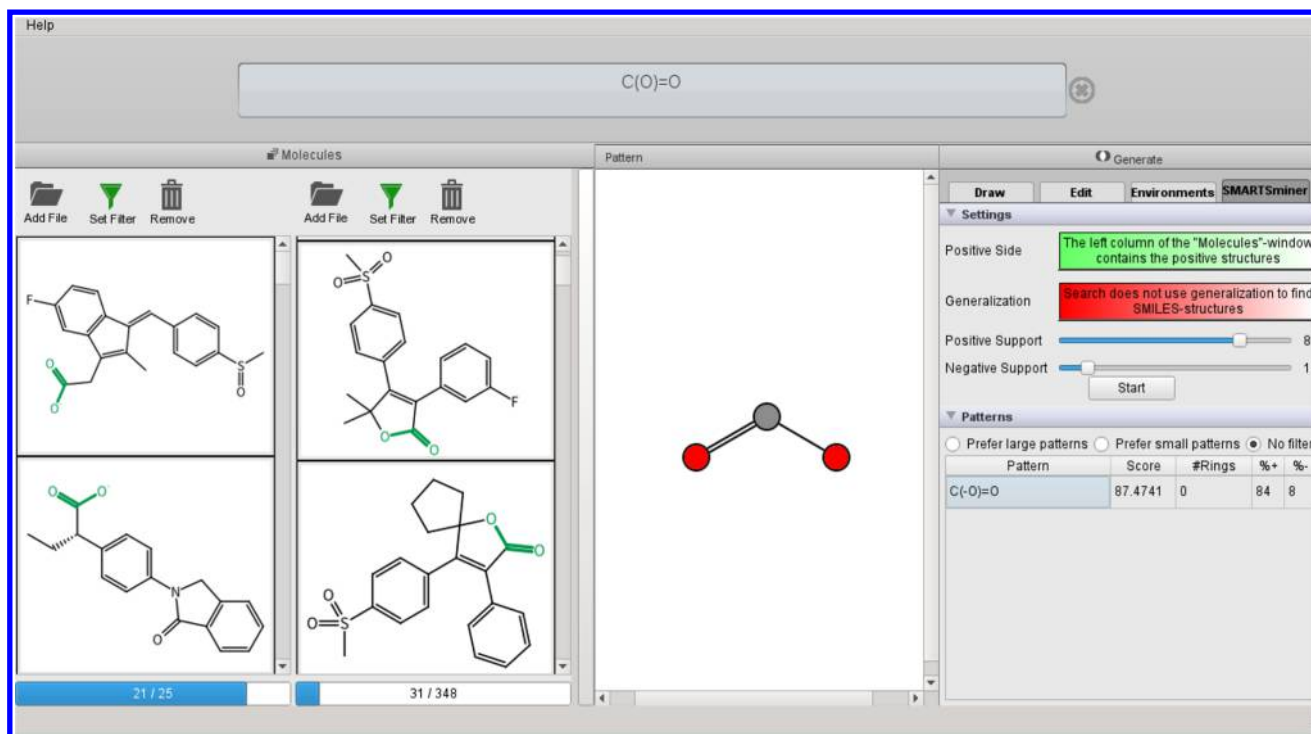 Help
C(O)=O
Molecules
Pattern
Generate
Add File Set Filter Remove
Add File Set Filter Remove
Draw Edit Environments SMARTSminer
Settings
Positive Side
The left column of the "Molecules"-window
contains the positive structures
Generalization
Search does not use generalization to find
SMILES-structures
Positive Support 8
Negative Support 1
Start
Patterns
Prefer large patterns Prefer small patterns No filter
Pattern Score #Rings %+ %-
C(-O)=O 87.4741 0 84 8
F
O
O
S
O
O
O
S
F
O
O
O
O
N
O
O
O
O
O
S
21 / 25
31 / 348